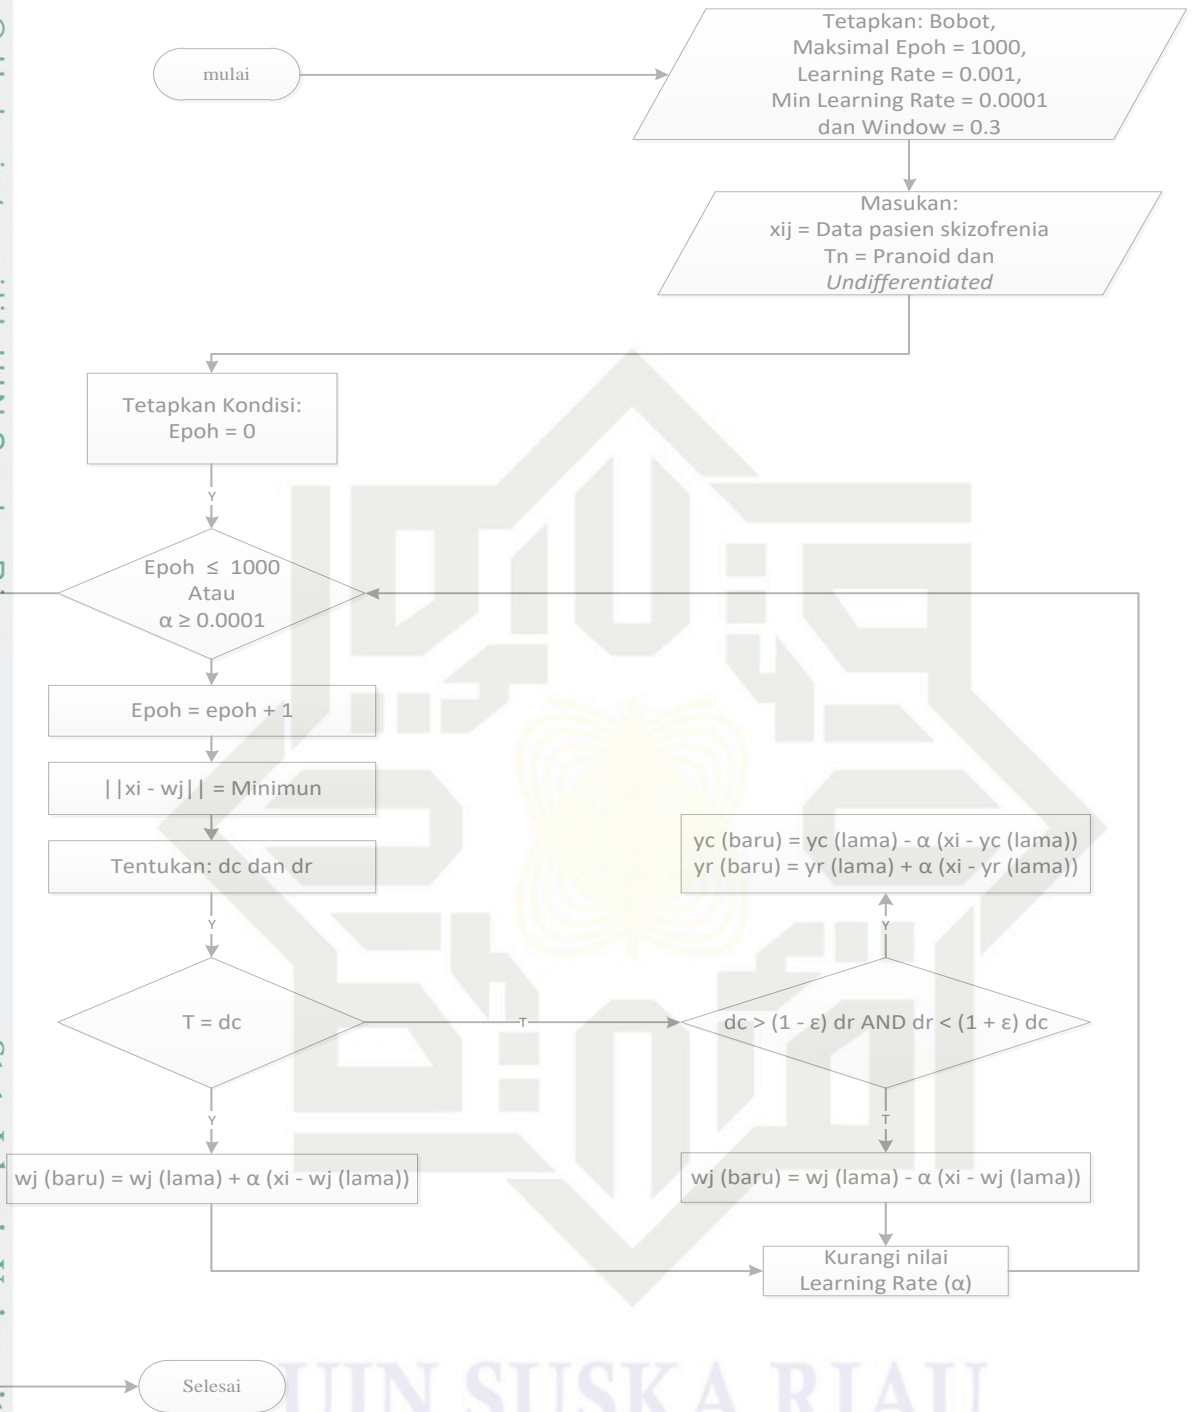 mulai
Tetapkan: Bobot,
Maksimal Epoh = 1000,
Learning Rate = 0.001,
Min Learning Rate = 0.0001
dan Window = 0.3
Masukan:
xij = Data pasien skizofrenia
Tn = Pranoid dan
Undifferentiated
Tetapkan Kondisi:
Epoh = 0
Y
Epoh ≤ 1000
Atau
α ≥ 0.0001
Epoh = epoh + 1
||xi - wj|| = Minimun
Tentukan: dc dan dr
Y
T = dc
T
dc > (1 - ε) dr AND dr < (1 + ε) dc
Y
yc (baru) = yc (lama) - α (xi - yc (lama))
yr (baru) = yr (lama) + α (xi - yr (lama))
Y
T
wj (baru) = wj (lama) + α (xi - wj (lama))
wj (baru) = wj (lama) - α (xi - wj (lama))
Kurangi nilai
Learning Rate (α)
Selesai
UIN SUSKA RIAU